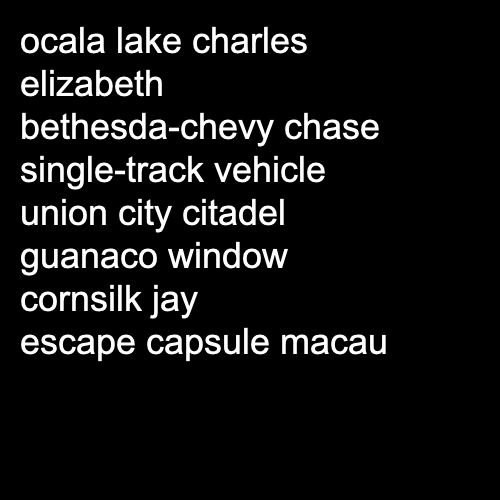 ocala lake charles
elizabeth
bethesda-chevy chase
single-track vehicle
union city citadel
guanaco window
cornsilk jay
escape capsule macau